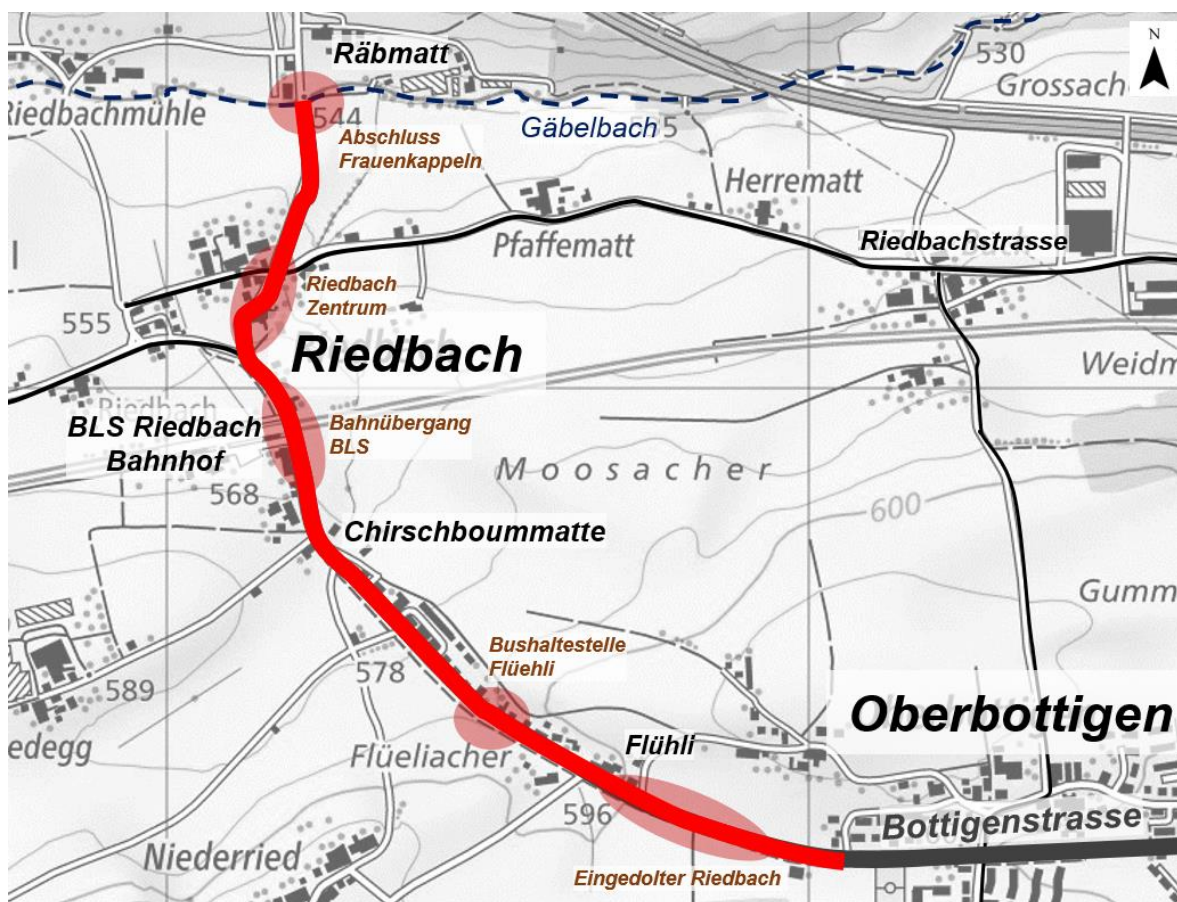 N
Räbmatt
530
Grossach
Riedbachmühle
544
Gäbelbach
Abschluss
Frauenkappeln
Herrematt
Pfaffematt
Riedbachstrasse
Riedbach
Zentrum
555
Riedbach
Weidm
Riedbach
BLS Riedbach
Bahnhof
Bahnübergang
BLS
Moosacher
568
600
Chirschboummatte
Gumm
Bushaltestelle
Flüehli
578
589
Oberbottigen
edegg
Flüeliacher
Flühli
596
Bottigenstrasse
Niederried
Eingedolter Riedbach